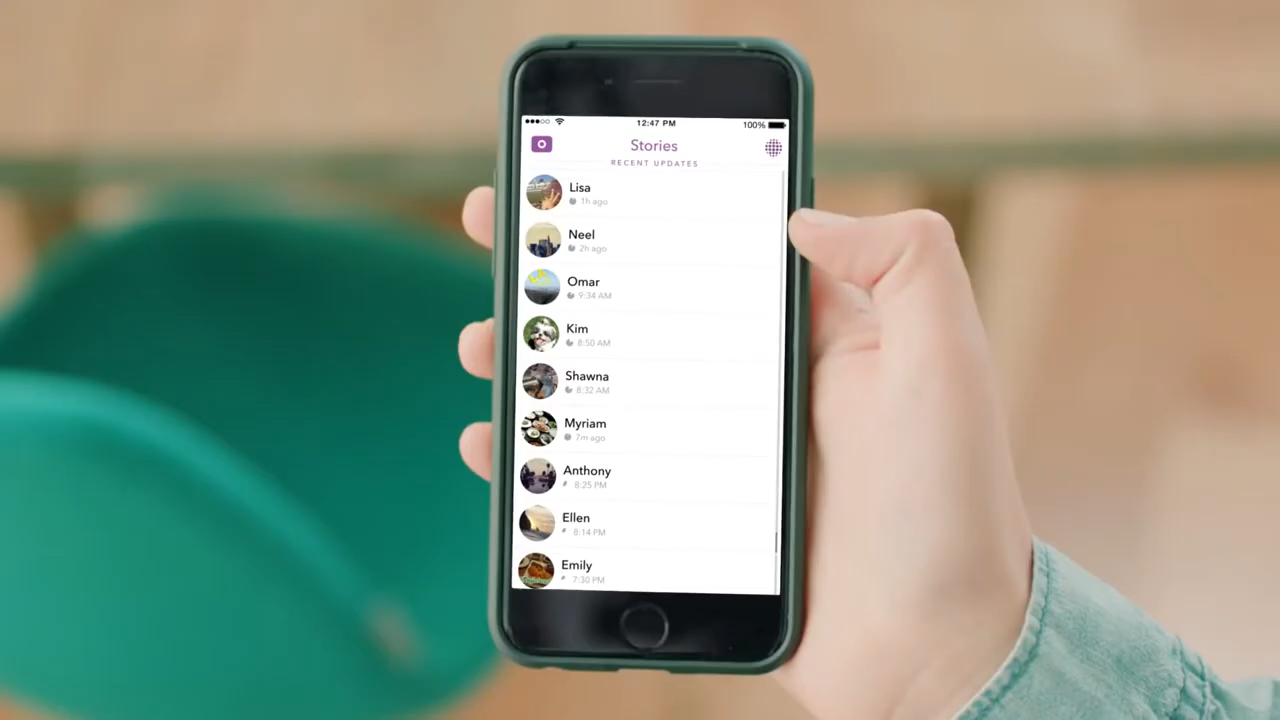 12:47 PM
100%
Stories
RECENT UPDATES
Lisa
1h ago
Neel
2h ago
Omar
9:34 AM
Kim
8:50 AM
Shawna
8:32 AM
Myriam
7m ago
Anthony
8:25 PM
Ellen
8:14 PM
Emily
7:30 PM